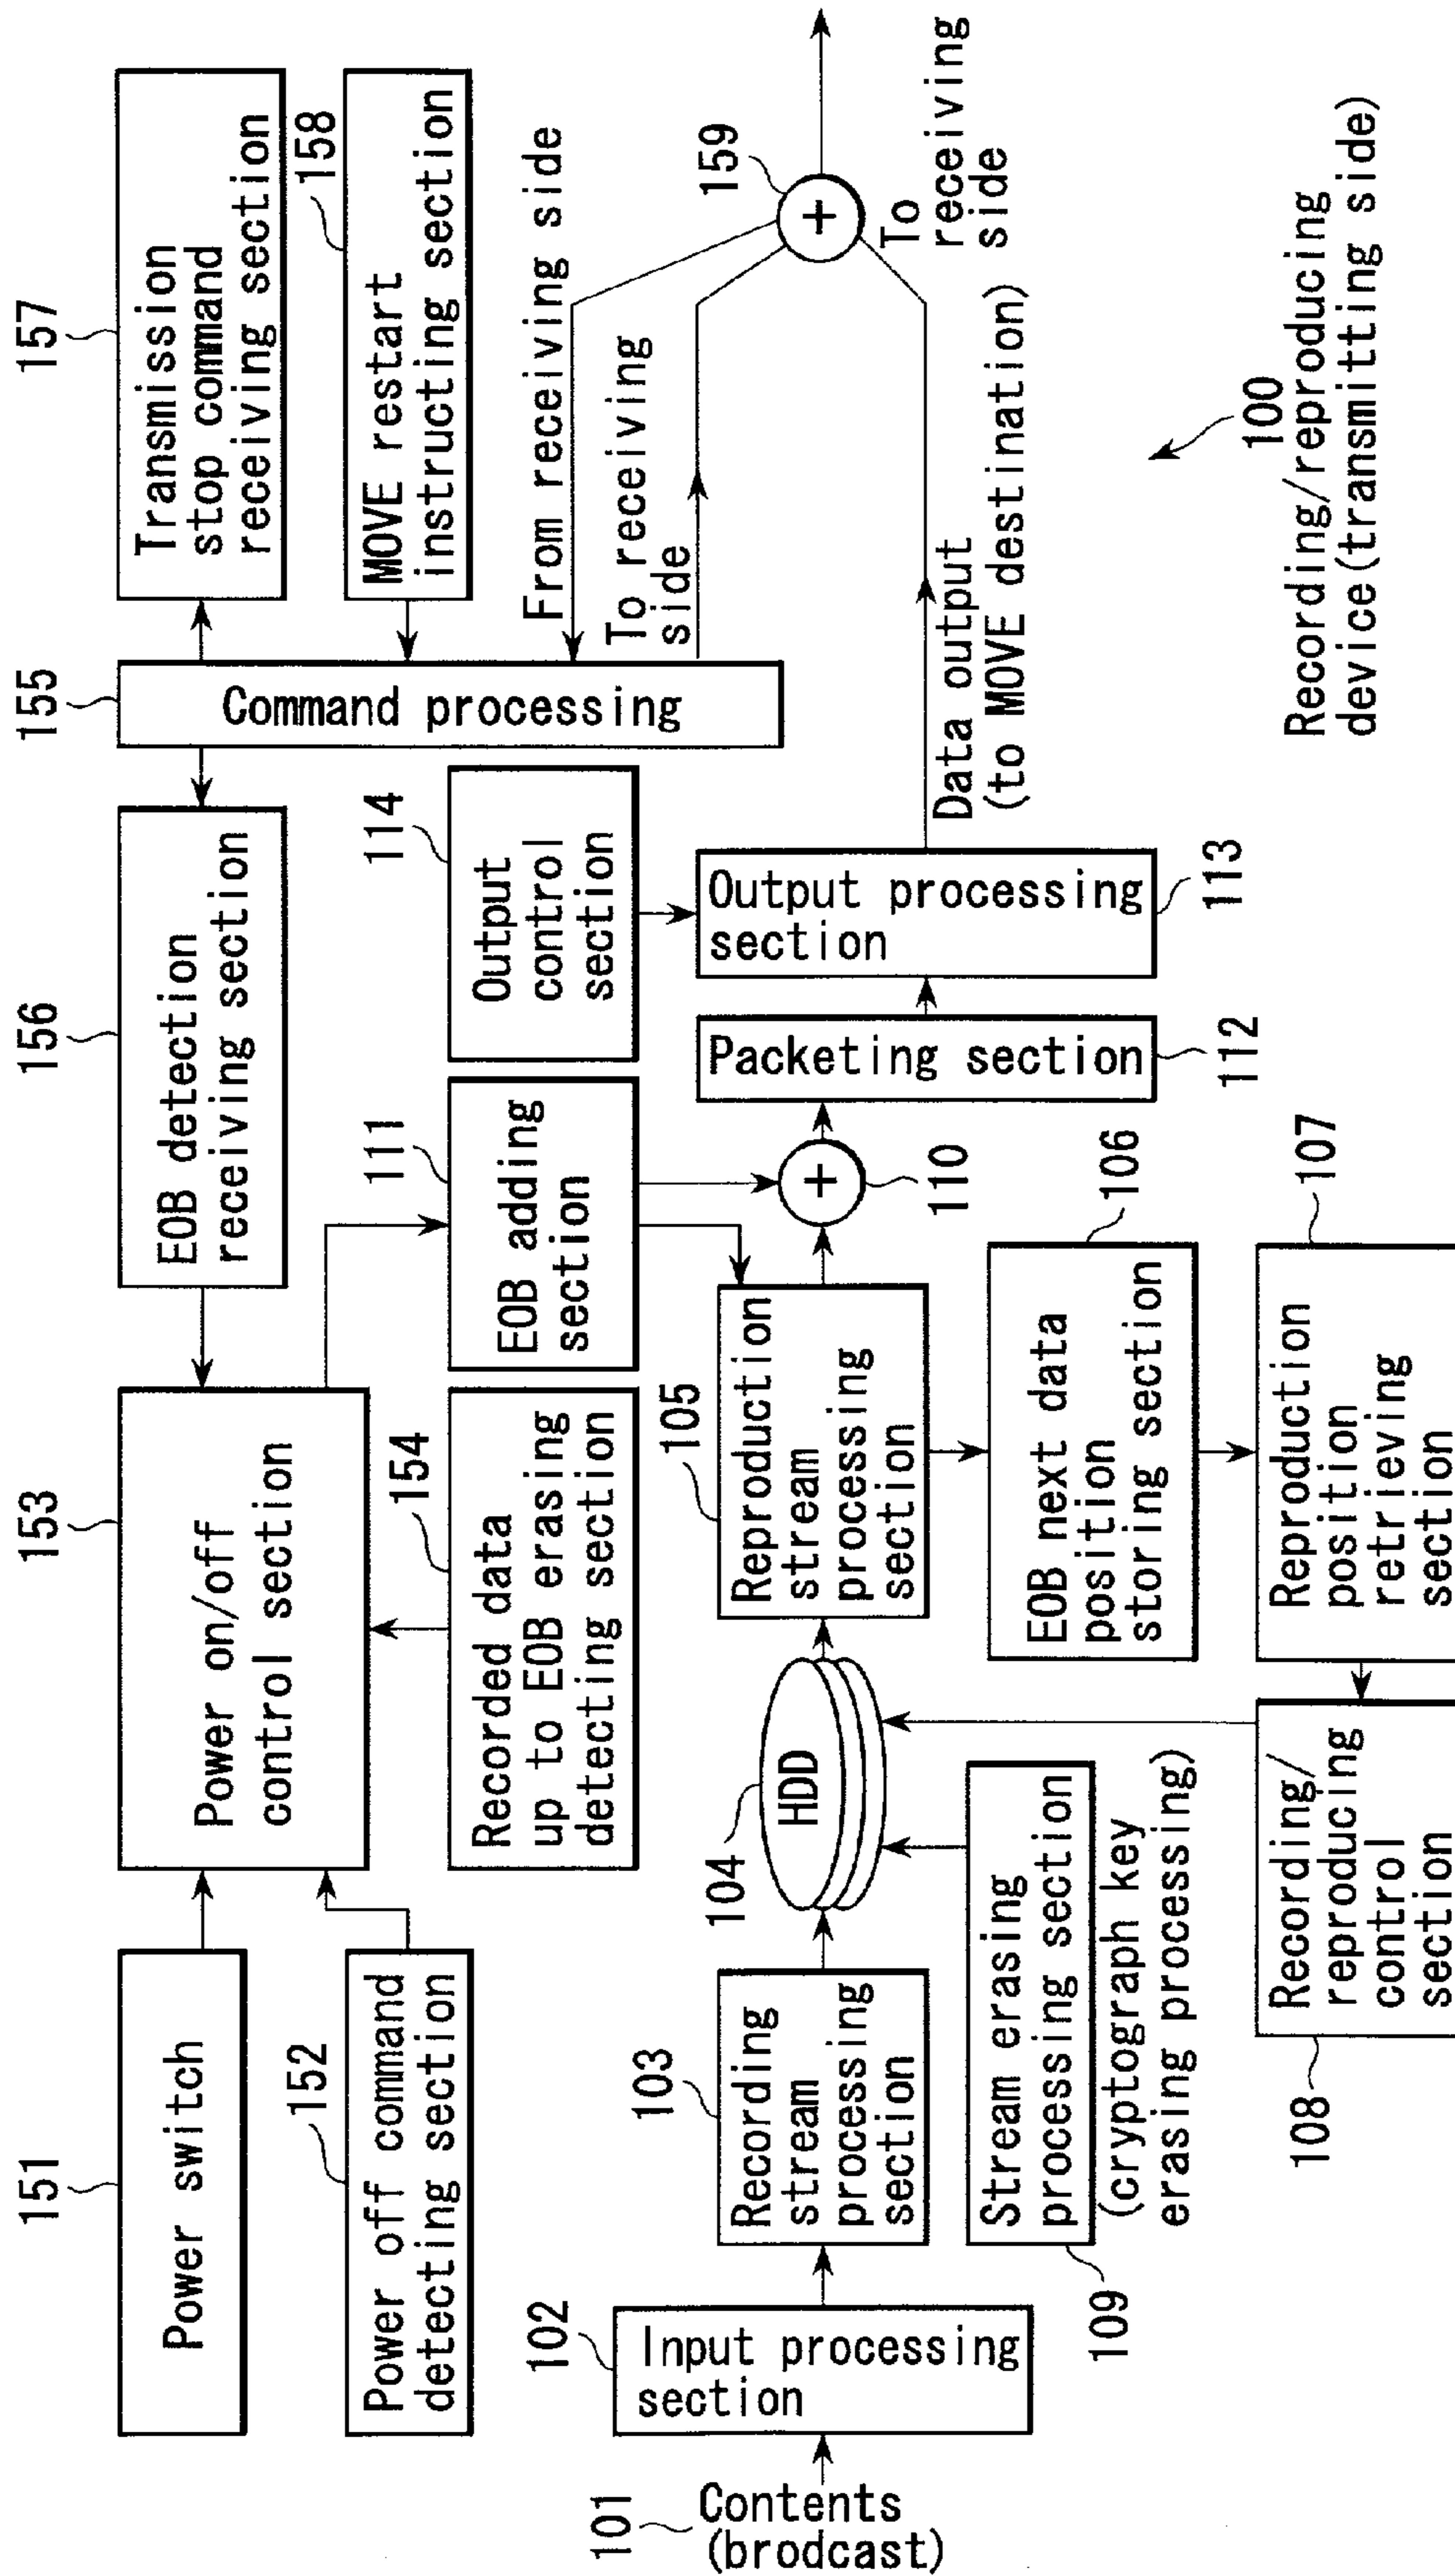 151
Power switch
152
Power off command
detecting section
153
Power on/off
control section
154
Recorded data
up to EOB erasing
detecting section
156
EOB detection
receiving section
111
EOB adding
section
114
Output
control
section
155
Command processing
157
Transmission
stop command
receiving section
158
MOVE restart
instructing section
From receiving side
To receiving
side
159
+
To
receiving
side
101
Contents
(brodcast)
102
Input processing
section
103
Recording
stream
processing
section
104
HDD
105
Reproduction
stream
processing
section
110
+
112
Packeting section
113
Output processing
section
Data output
(to MOVE destination)
109
Stream erasing
processing section
(cryptograph key
erasing processing)
106
EOB next data
position
storing section
107
Reproduction
position
retrieving
section
108
Recording/
reproducing
control
section
100
Recording/reproducing
device(transmitting side)